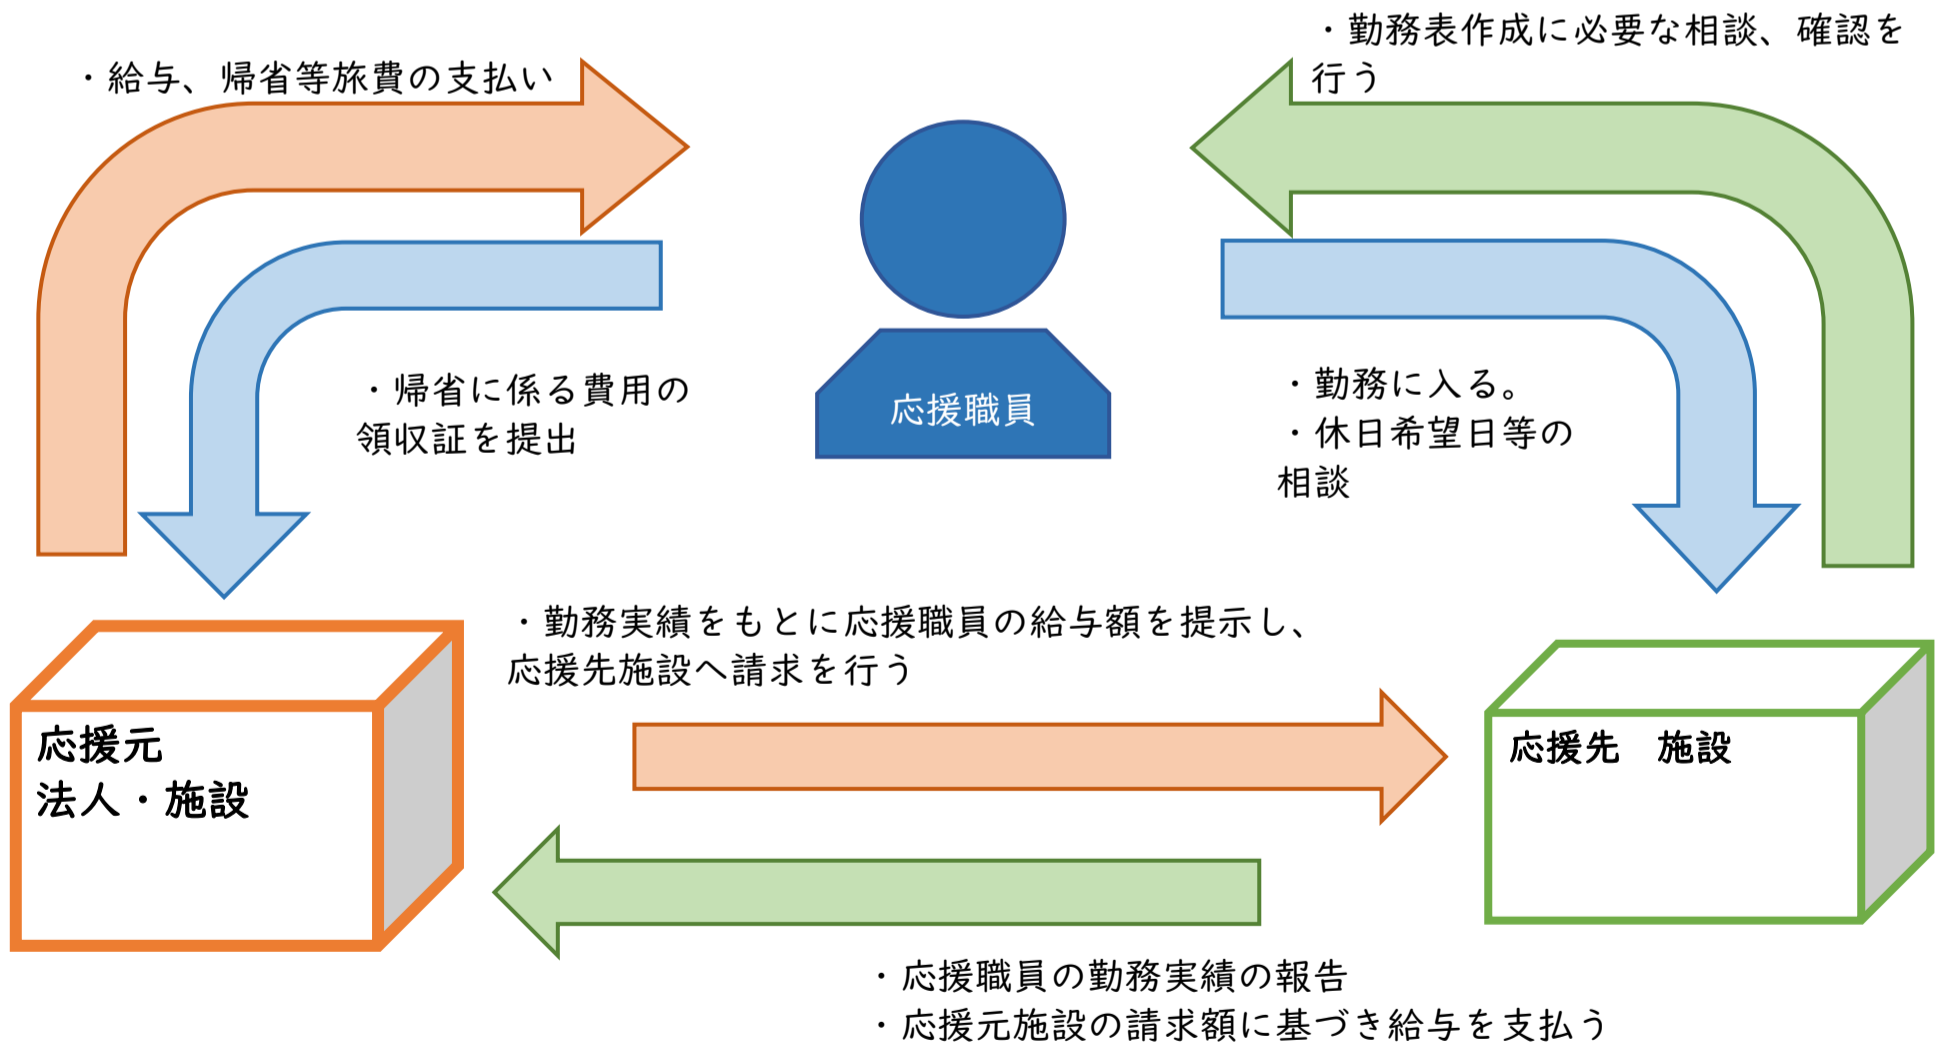 ・給与、帰省等旅費の支払い
・勤務表作成に必要な相談、確認を
行う
・帰省に係る費用の
領収証を提出
応援職員
・勤務に入る。
・休日希望日等の
相談
・勤務実績をもとに応援職員の給与額を提示し、
応援先施設へ請求を行う
応援元
法人・施設
応援先　施設
・応援職員の勤務実績の報告
・応援元施設の請求額に基づき給与を支払う